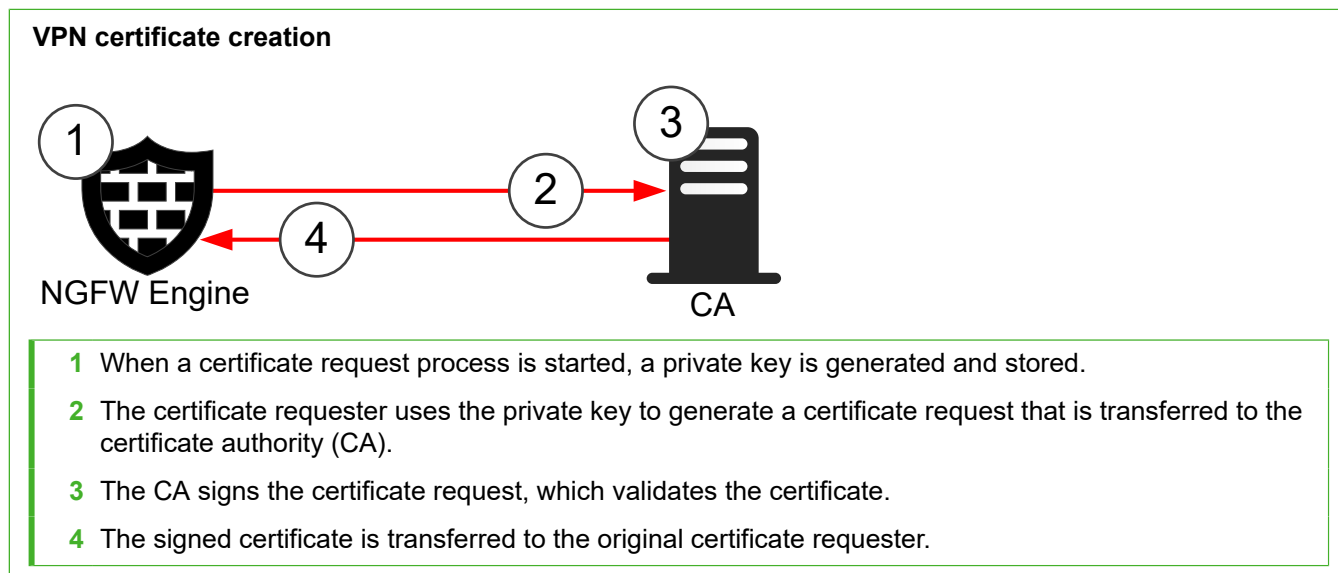 VPN certificate creation
1
3
2
4
NGFW Engine
CA
1 When a certificate request process is started, a private key is generated and stored.
2 The certificate requester uses the private key to generate a certificate request that is transferred to the
certificate authority (CA).
3 The CA signs the certificate request, which validates the certificate.
4 The signed certificate is transferred to the original certificate requester.